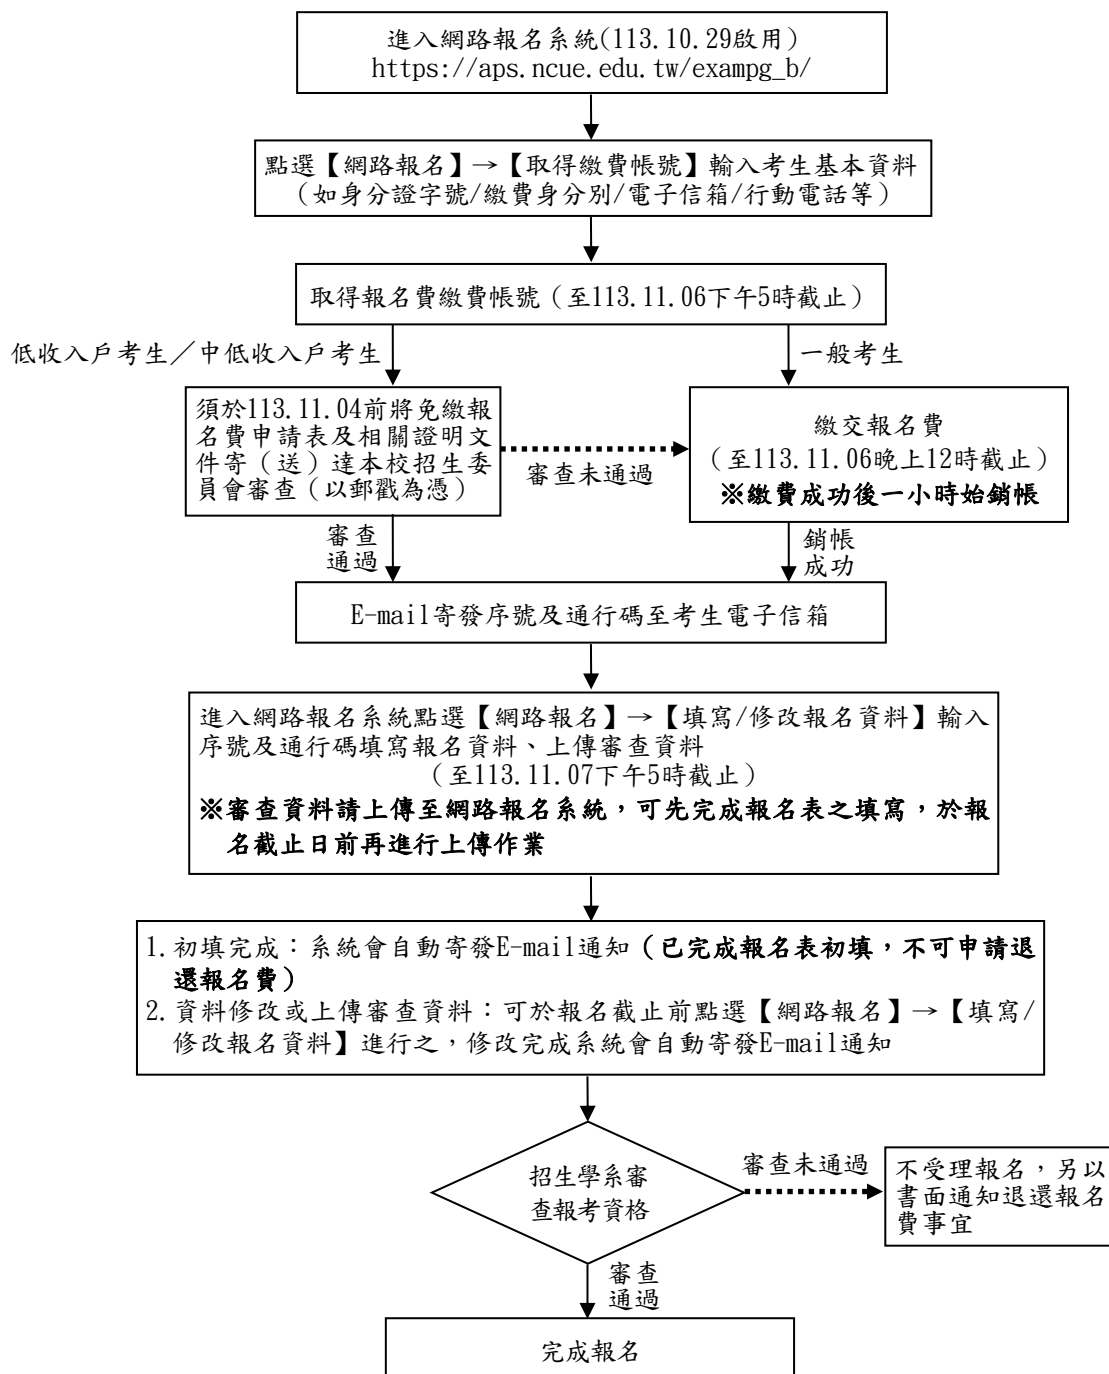 進入網路報名系統(113.10.29啟用)
https://aps.ncue.edu.tw/exampg_b/
點選【網路報名】→【取得繳費帳號】輸入考生基本資料
（如身分證字號/繳費身分別/電子信箱/行動電話等）
取得報名費繳費帳號（至113.11.06下午5時截止）
低收入戶考生／中低收入戶考生
一般考生
須於113.11.04前將免繳報
名費申請表及相關證明文
件寄（送）達本校招生委
員會審查（以郵戳為憑）
審查未通過
繳交報名費
（至113.11.06晚上12時截止）
※繳費成功後一小時始銷帳
審查
通過
銷帳
成功
E-mail寄發序號及通行碼至考生電子信箱
進入網路報名系統點選【網路報名】→【填寫/修改報名資料】輸入
序號及通行碼填寫報名資料、上傳審查資料
（至113.11.07下午5時截止）
※審查資料請上傳至網路報名系統，可先完成報名表之填寫，於報
名截止日前再進行上傳作業
1.初填完成：系統會自動寄發E-mail通知（已完成報名表初填，不可申請退
還報名費）
2.資料修改或上傳審查資料：可於報名截止前點選【網路報名】→【填寫/
修改報名資料】進行之，修改完成系統會自動寄發E-mail通知
招生學系審
查報考資格
審查未通過
不受理報名，另以
書面通知退還報名
費事宜
審查
通過
完成報名